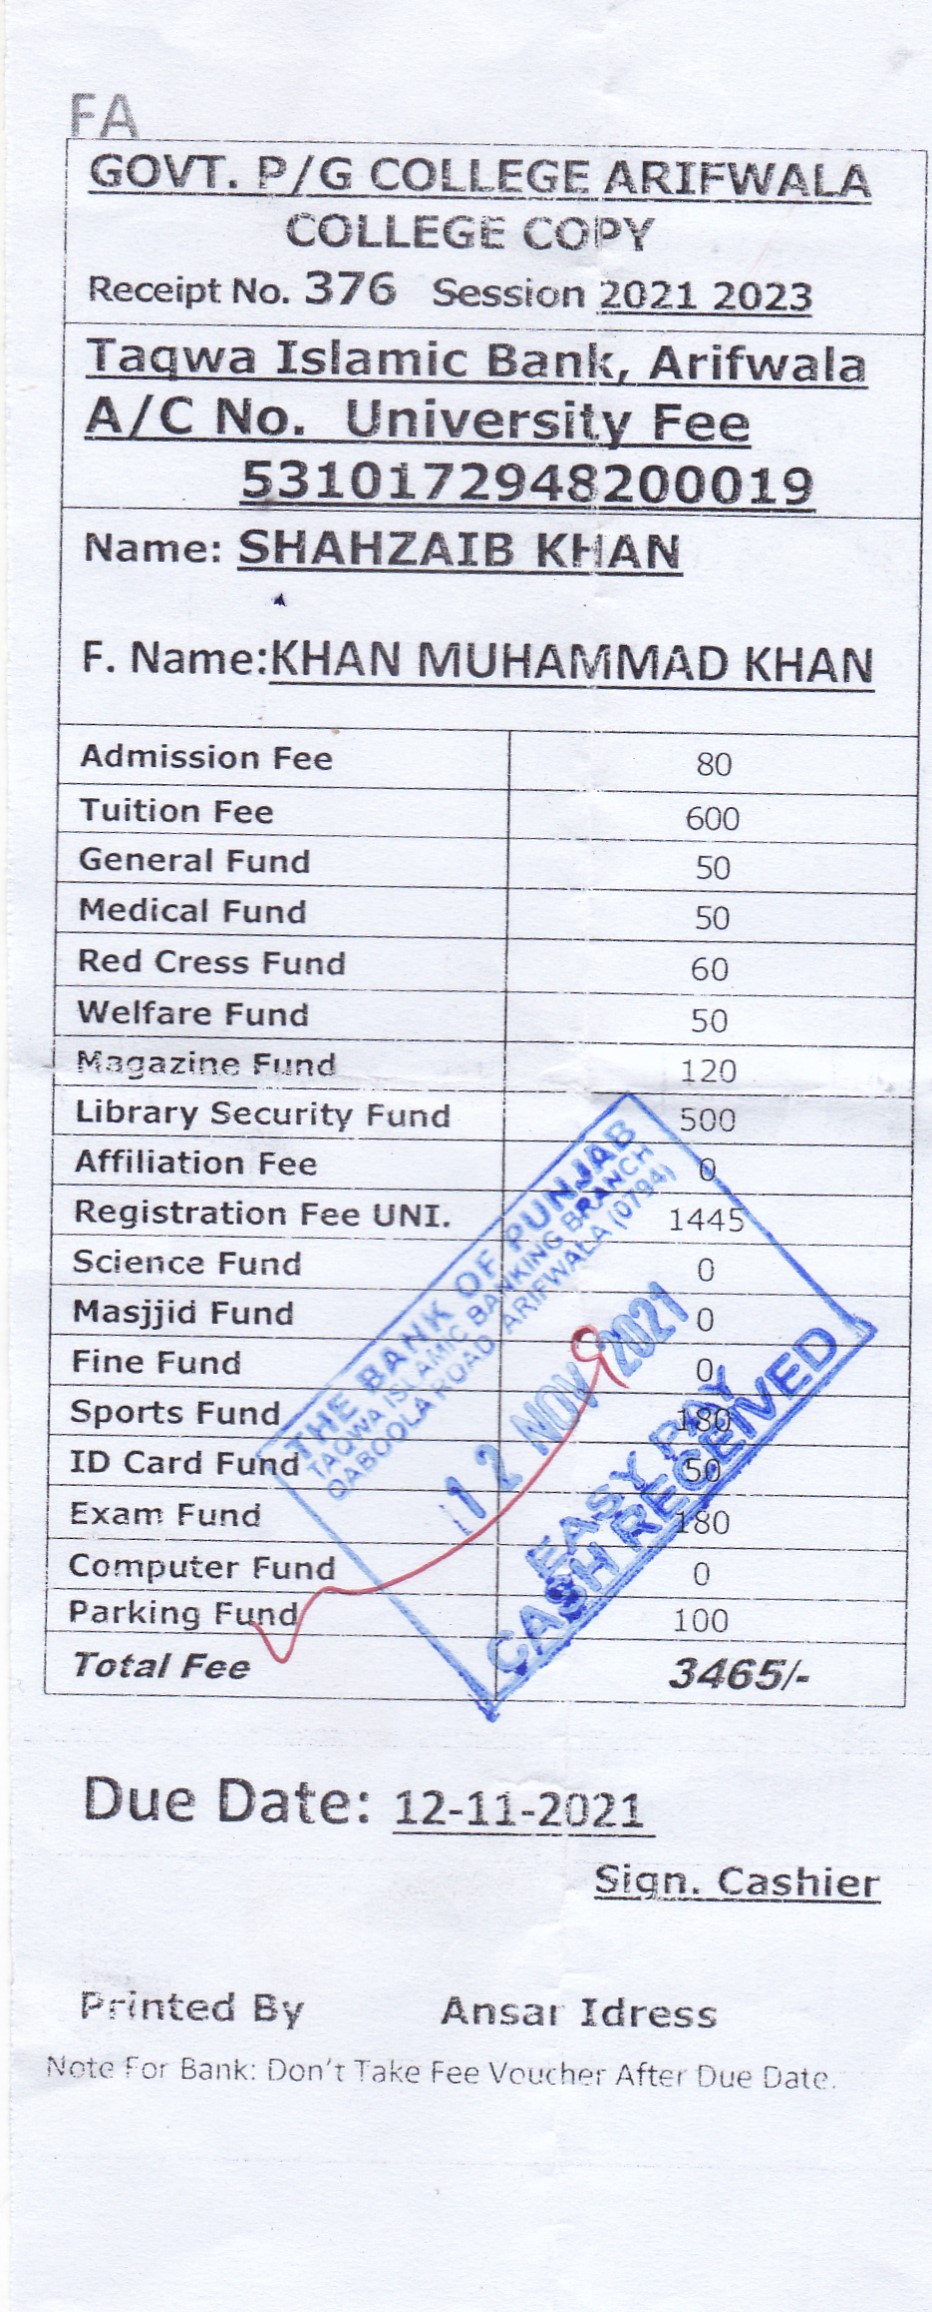 FA
GOVT. P/G COLLEGE ARIFWALA
COLLEGE COPY
Receipt No. 376 Session 2021 2023
Taqwa Islamic Bank, Arifwala
A/C No. University Fee
5310172948200019
Name: SHAHZAIB KHAN
F. Name:KHAN MUHAMMAD KHAN
Admission Fee 80
Tuition Fee 600
General Fund 50
Medical Fund 50
Red Cress Fund 60
Welfare Fund 50
Magazine Fund 120
Library Security Fund 500
Affiliation Fee 0
Registration Fee UNI. 1445
Science Fund 0
Masjjid Fund 0
Fine Fund 0
Sports Fund 180
ID Card Fund 50
Exam Fund 180
Computer Fund 0
Parking Fund 100
Total Fee 3465/-
THE BANK OF PUNJAB
TAQWA ISLAMIC BANKING BRANCH
QABOOLA ROAD ARIFWALA (0794)
12 NOV 2021
EASY PAY
CASH RECEIVED
Due Date: 12-11-2021
Sign. Cashier
Printed By Ansar Idress
Note For Bank: Don't Take Fee Voucher After Due Date.